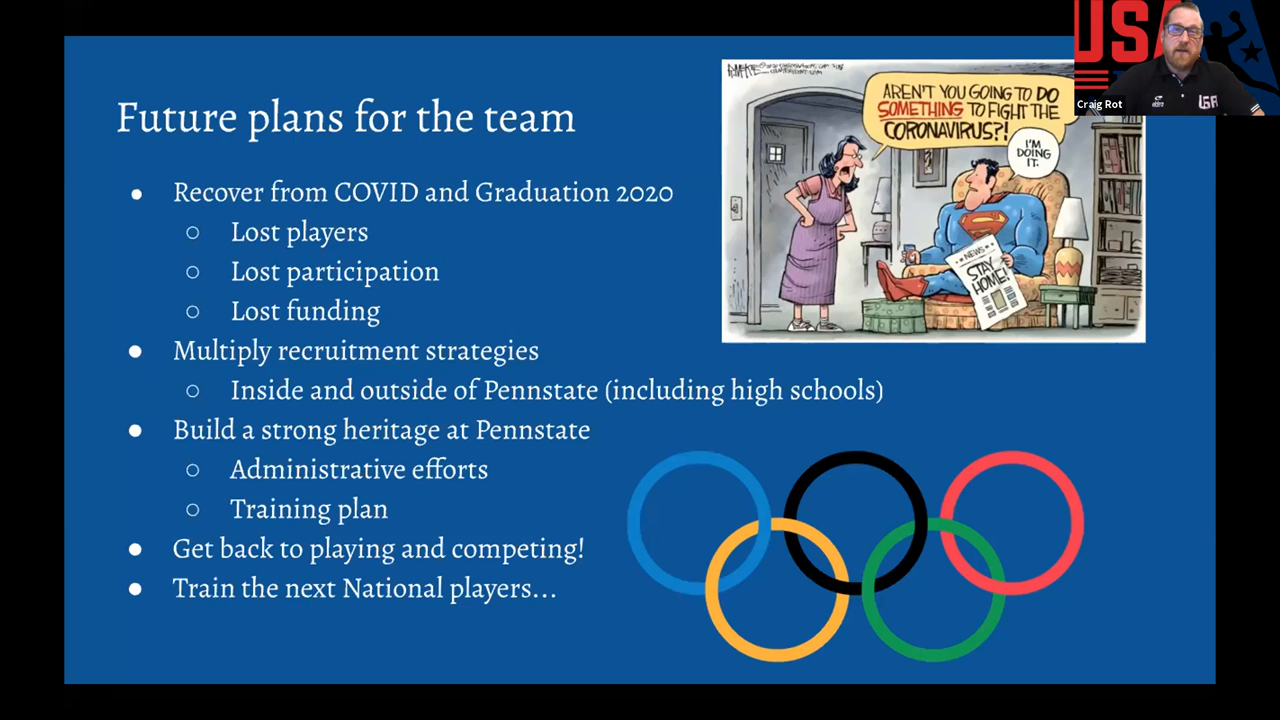 Future plans for the team
● Recover from COVID and Graduation 2020
○ Lost players
○ Lost participation
○ Lost funding
● Multiply recruitment strategies
○ Inside and outside of Pennstate (including high schools)
● Build a strong heritage at Pennstate
○ Administrative efforts
○ Training plan
● Get back to playing and competing!
● Train the next National players...
AREN'T YOU GOING TO DO
SOMETHING TO FIGHT THE
CORONAVIRUS?!
I'M
DOING
IT.
NEWS
STAY
HOME!
USA
Craig Rot
USA